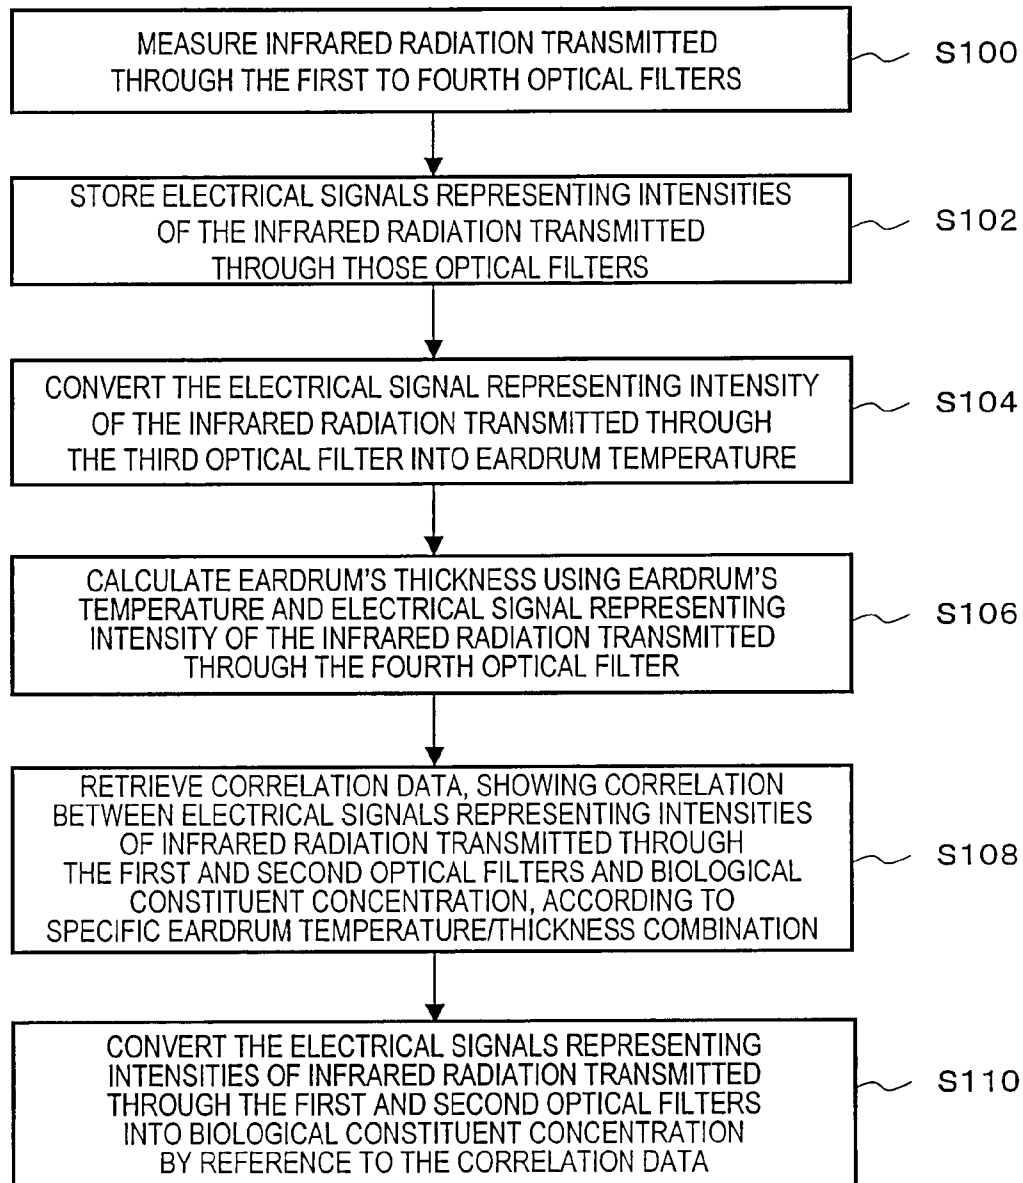 MEASURE INFRARED RADIATION TRANSMITTED
THROUGH THE FIRST TO FOURTH OPTICAL FILTERS
S100
STORE ELECTRICAL SIGNALS REPRESENTING INTENSITIES
OF THE INFRARED RADIATION TRANSMITTED
THROUGH THOSE OPTICAL FILTERS
S102
CONVERT THE ELECTRICAL SIGNAL REPRESENTING INTENSITY
OF THE INFRARED RADIATION TRANSMITTED THROUGH
THE THIRD OPTICAL FILTER INTO EARDRUM TEMPERATURE
S104
CALCULATE EARDRUM'S THICKNESS USING EARDRUM'S
TEMPERATURE AND ELECTRICAL SIGNAL REPRESENTING
INTENSITY OF THE INFRARED RADIATION TRANSMITTED
THROUGH THE FOURTH OPTICAL FILTER
S106
RETRIEVE CORRELATION DATA, SHOWING CORRELATION
BETWEEN ELECTRICAL SIGNALS REPRESENTING INTENSITIES
OF INFRARED RADIATION TRANSMITTED THROUGH
THE FIRST AND SECOND OPTICAL FILTERS AND BIOLOGICAL
CONSTITUENT CONCENTRATION, ACCORDING TO
SPECIFIC EARDRUM TEMPERATURE/THICKNESS COMBINATION
S108
CONVERT THE ELECTRICAL SIGNALS REPRESENTING
INTENSITIES OF INFRARED RADIATION TRANSMITTED
THROUGH THE FIRST AND SECOND OPTICAL FILTERS
INTO BIOLOGICAL CONSTITUENT CONCENTRATION
BY REFERENCE TO THE CORRELATION DATA
S110